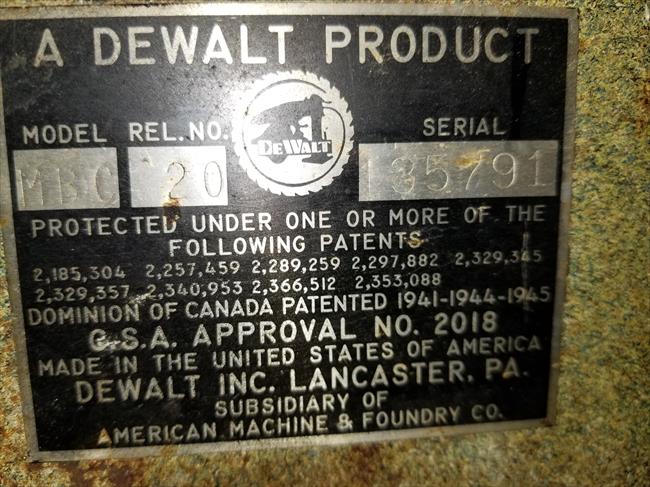 A DEWALT PRODUCT
DEWALT
MODEL REL. NO. SERIAL
MBC 20 135791
PROTECTED UNDER ONE OR MORE OF THE
FOLLOWING PATENTS
2,185,304 2,257,459 2,289,259 2,297,882 2,329,345
2,329,357 2,340,953 2,366,512 2,353,088
DOMINION OF CANADA PATENTED 1941-1944-1945
C.S.A. APPROVAL NO. 2018
MADE IN THE UNITED STATES OF AMERICA
DEWALT INC. LANCASTER, PA.
SUBSIDIARY OF
AMERICAN MACHINE & FOUNDRY CO.